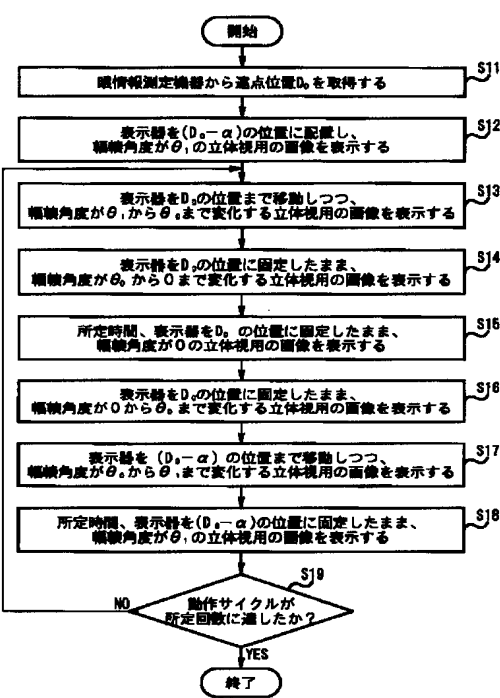 開始
S11
眼情報測定機器から遠点位置D₀を取得する
S12
表示器を(D₀-α)の位置に配置し、
輻輳角度がθ₁の立体視用の画像を表示する
S13
表示器をD₀の位置まで移動しつつ、
輻輳角度がθ₁からθ₀まで変化する立体視用の画像を表示する
S14
表示器をD₀の位置に固定したまま、
輻輳角度がθ₀から0まで変化する立体視用の画像を表示する
S15
所定時間、表示器をD₀の位置に固定したまま、
輻輳角度が0の立体視用の画像を表示する
S16
表示器をD₀の位置に固定したまま、
輻輳角度が0からθ₀まで変化する立体視用の画像を表示する
S17
表示器を(D₀-α)の位置まで移動しつつ、
輻輳角度がθ₀からθ₁まで変化する立体視用の画像を表示する
S18
所定時間、表示器を(D₀-α)の位置に固定したまま、
輻輳角度がθ₁の立体視用の画像を表示する
S19
動作サイクルが
所定回数に達したか?
NO
YES
終了